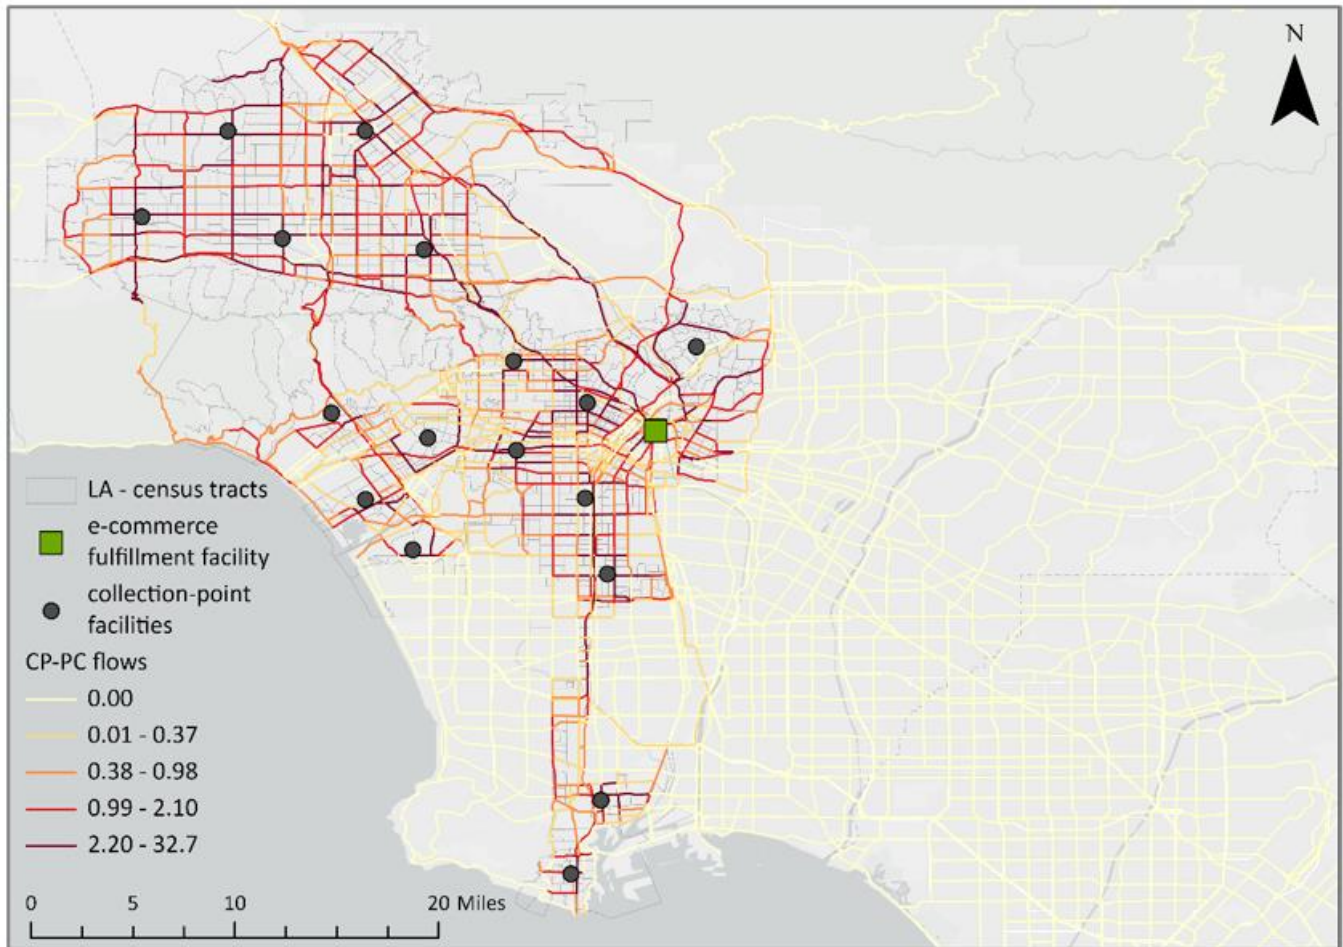 N
LA - census tracts
e-commerce
fulfillment facility
collection-point
facilities
CP-PC flows
0.00
0.01 - 0.37
0.38 - 0.98
0.99 - 2.10
2.20 - 32.7
0 5 10 20 Miles